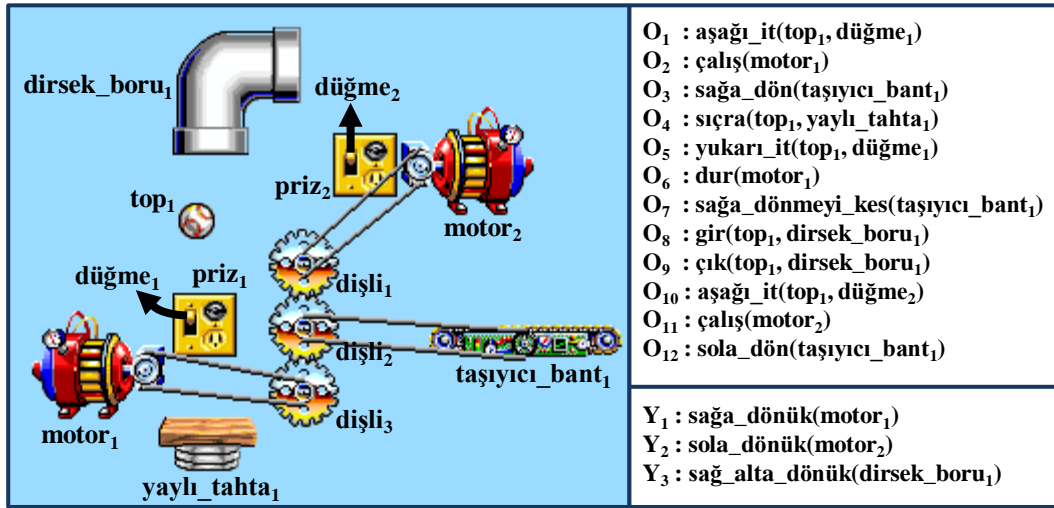 dirsek_boru₁
düğme₂
priz₂
motor₂
top₁
düğme₁
priz₁
dişli₁
dişli₂
taşıyıcı_bant₁
dişli₃
motor₁
yaylı_tahta₁
O₁ : aşağı_it(top₁, düğme₁)
O₂ : çalış(motor₁)
O₃ : sağa_dön(taşıyıcı_bant₁)
O₄ : sıçra(top₁, yaylı_tahta₁)
O₅ : yukarı_it(top₁, düğme₁)
O₆ : dur(motor₁)
O₇ : sağa_dönmeyi_kes(taşıyıcı_bant₁)
O₈ : gir(top₁, dirsek_boru₁)
O₉ : çık(top₁, dirsek_boru₁)
O₁₀ : aşağı_it(top₁, düğme₂)
O₁₁ : çalış(motor₂)
O₁₂ : sola_dön(taşıyıcı_bant₁)
Y₁ : sağa_dönük(motor₁)
Y₂ : sola_dönük(motor₂)
Y₃ : sağ_alta_dönük(dirsek_boru₁)